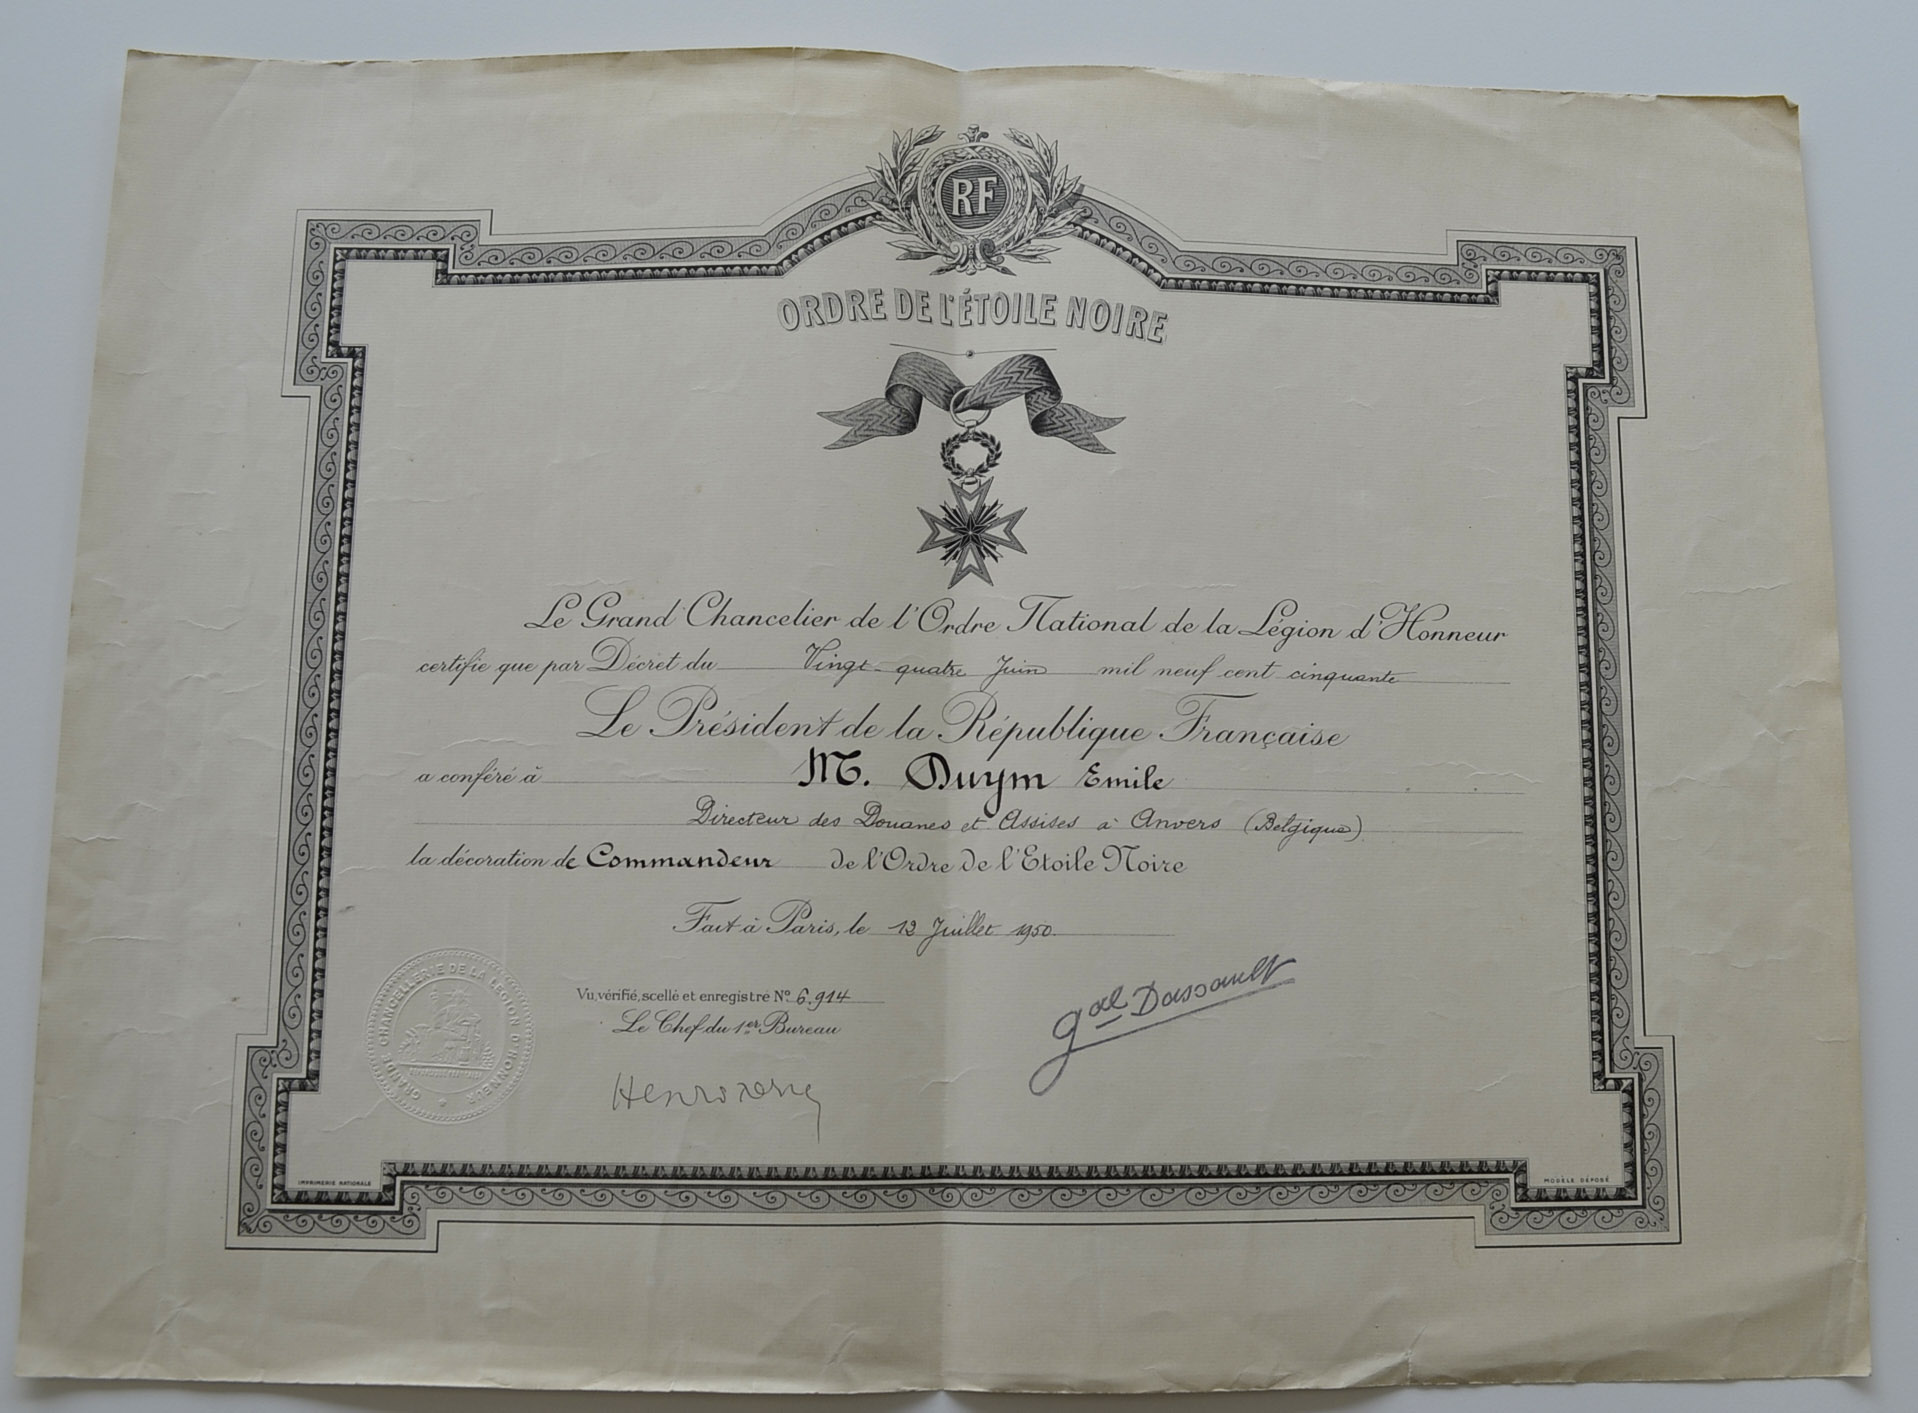 RF
ORDRE DE L'ÉTOILE NOIRE
Le Grand Chancelier de l'Ordre National de la Légion d'Honneur
certifie que par Décret du Vingt-quatre Juin mil neuf cent cinquante
Le Président de la République Française
a conféré à M. Duym Emile
Directeur des Douanes et Assises à Anvers (Belgique)
la décoration de Commandeur de l'Ordre de l'Etoile Noire
Fait à Paris, le 12 Juillet 1950
Vu, vérifié, scellé et enregistré N° 6.914
Le Chef du 1er Bureau
gal Dassault
GRANDE CHANCELLERIE DE LA LÉGION D'HONNEUR
IMPRIMERIE NATIONALE
MODÈLE DÉPOSÉ